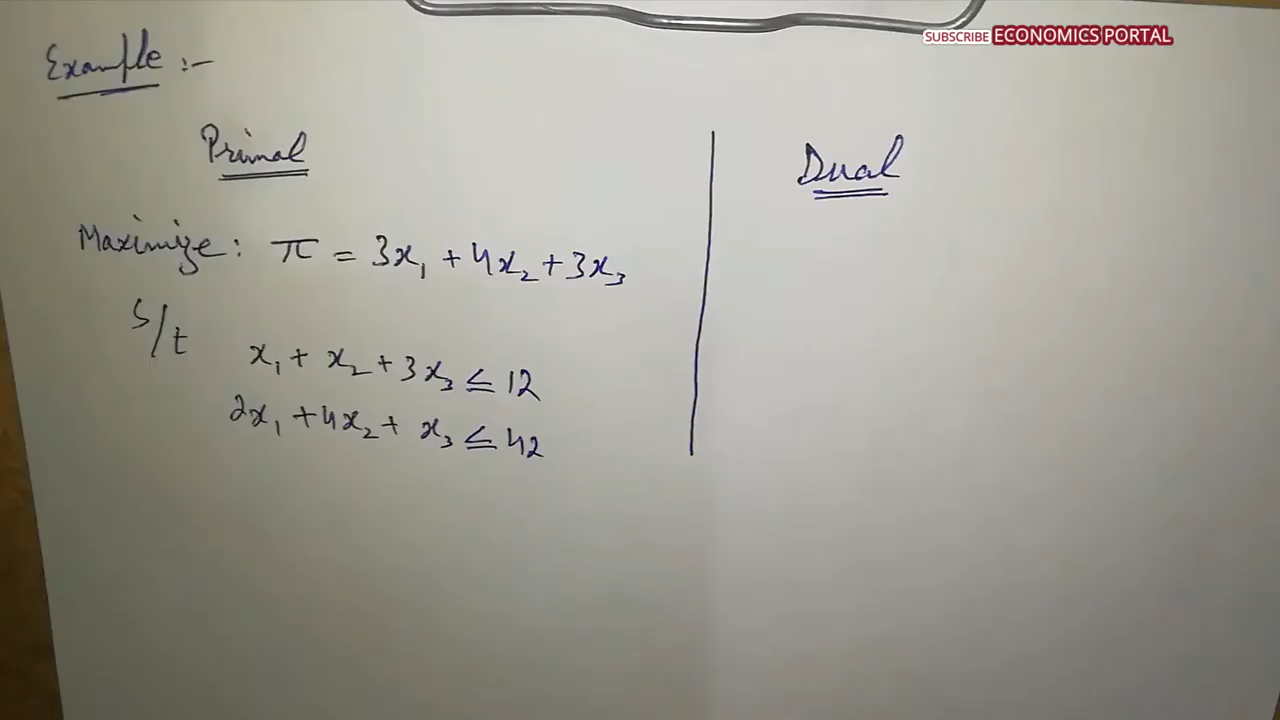 SUBSCRIBE ECONOMICS PORTAL
Example :-
Primal
Dual
Maximize: π = 3x₁ + 4x₂ + 3x₃
S/t
x₁ + x₂ + 3x₃ ≤ 12
2x₁ + 4x₂ + x₃ ≤ 42